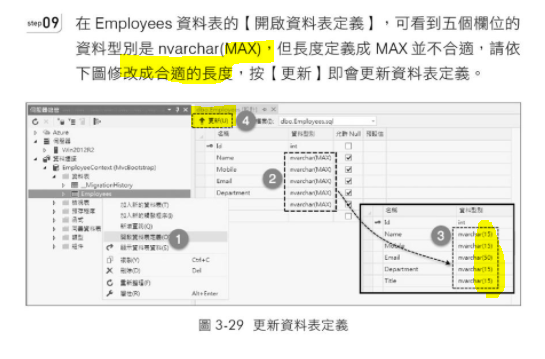 step09 在 Employees 資料表的【開啟資料表定義】，可看到五個欄位的
資料型別是 nvarchar(MAX)，但長度定義成 MAX 並不合適，請依
下圖修改成合適的長度，按【更新】即會更新資料表定義。
伺服器總管
dbo.Employees [設計]
更新(U)
4
dbo.Employees.sql
Azure
伺服器
Win2012R2
資料連接
EmployeeContext (MvcBootstrap)
資料表
_MigrationHistory
Employees
名稱 資料型別 允許 Null 預設值
Id int
Name nvarchar(MAX)
Mobile nvarchar(MAX)
Email nvarchar(MAX)
Department nvarchar(MAX)
nvarchar(MAX)
int
2
檢視表
預存程序
函式
同義資料表
類型
組件
加入新的資料表(T)
加入新的觸發程序(I)
新增查詢(Q)
開啟資料表定義(O)
顯示資料表資料(S)
複製(Y) Ctrl+C
刪除(D) Del
重新整理(F)
屬性(R) Alt+Enter
1
名稱 資料型別
Id int
Name nvarchar(15)
Mobile nvarchar(15)
Email nvarchar(50)
Department nvarchar(15)
Title nvarchar(15)
3
圖 3-29 更新資料表定義